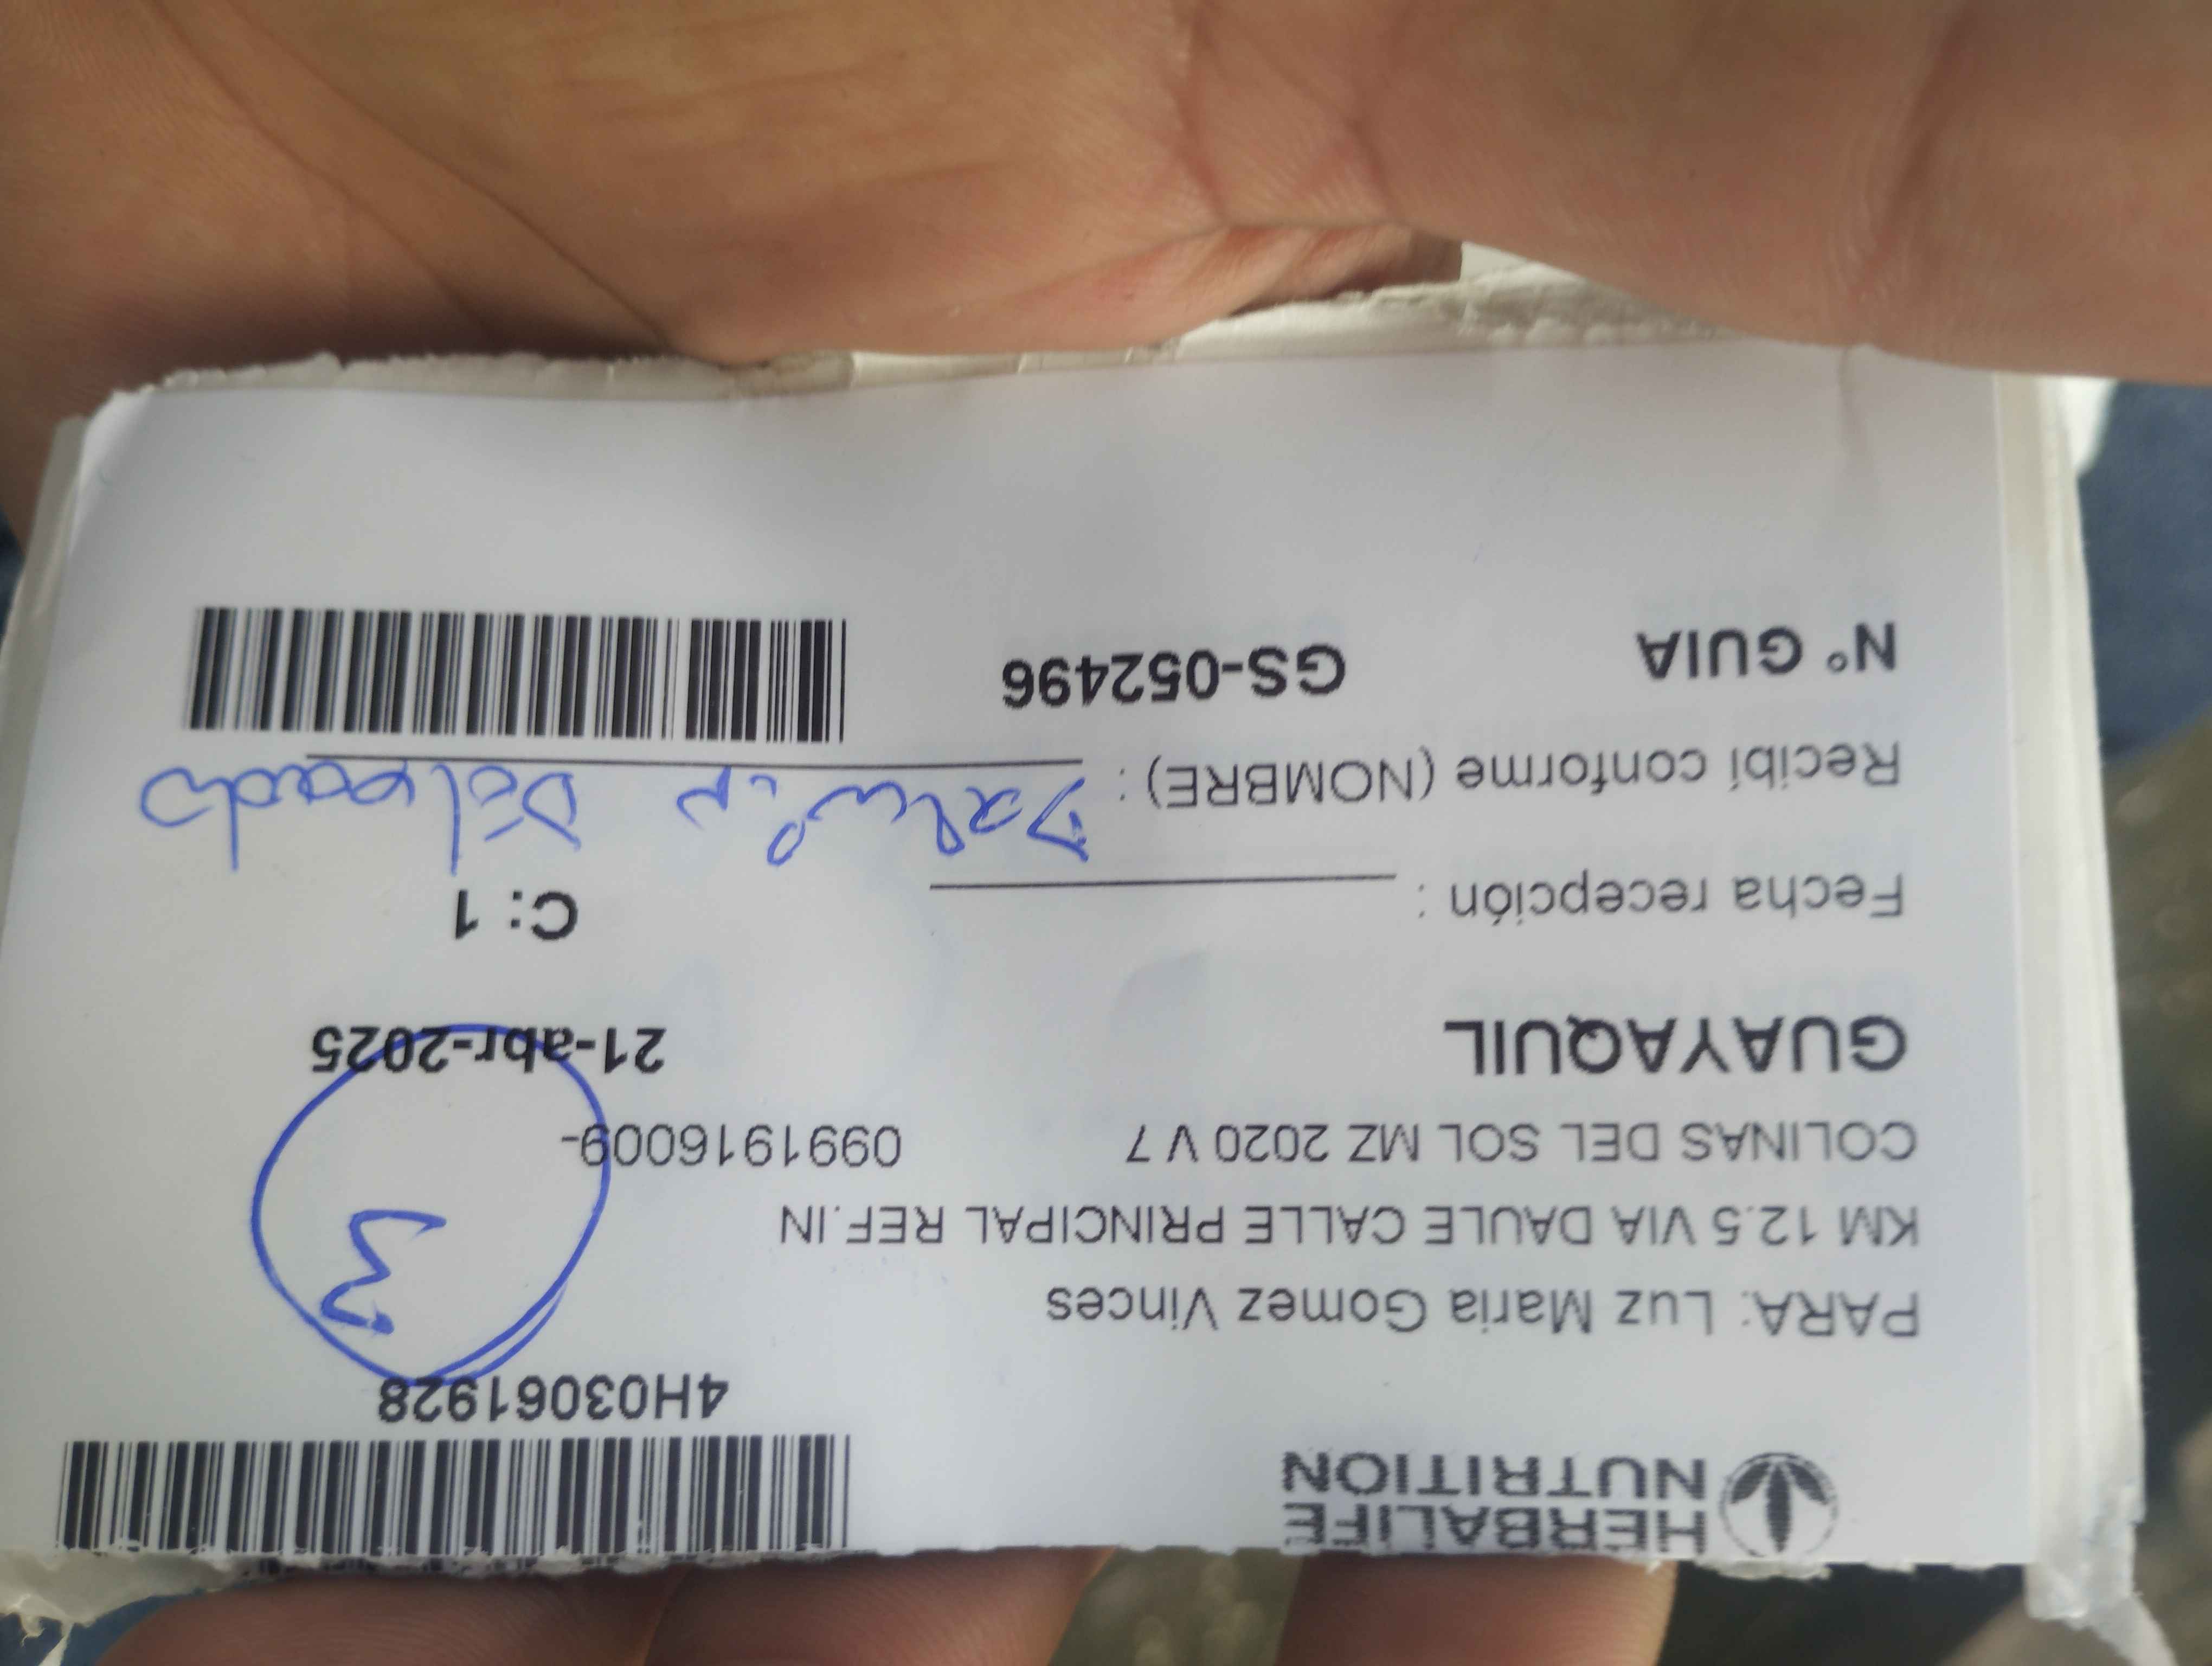 HERBALIFE
NUTRITION
4H03061928
PARA: Luz Maria Gomez Vinces
3
KM 12.5 VIA DAULE CALLE PRINCIPAL REF.IN
COLINAS DEL SOL MZ 2020 V 7 0991916009-
GUAYAQUIL 21-abr-2025
Fecha recepción : C: 1
Recibí conforme (NOMBRE) : Delgado
N° GUIA GS-052496